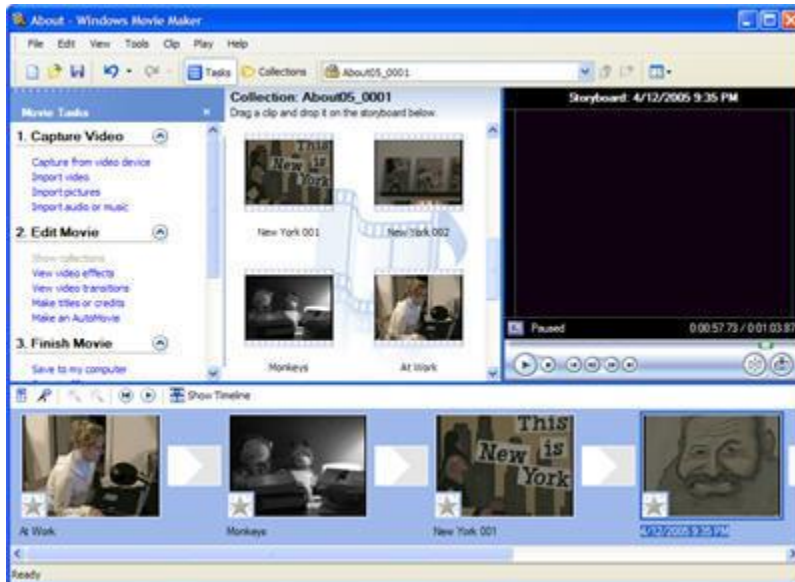 About - Windows Movie Maker
File Edit View Tools Clip Play Help
Tasks Collections About05_0001
Movie Tasks
1. Capture Video
Capture from video device
Import video
Import pictures
Import audio or music
2. Edit Movie
Show collections
View video effects
View video transitions
Make titles or credits
Make an AutoMovie
3. Finish Movie
Save to my computer
Collection: About05_0001
Drag a clip and drop it on the storyboard below.
This
New is
York
New York 001
New York 002
Monkeys
At Work
Storyboard: 4/12/2005 9:35 PM
Paused 0:00:57.73 / 0:01:03.87
Show Timeline
This
New is
York
At Work
Monkeys
New York 001
4/12/2005 9:35 PM
Ready